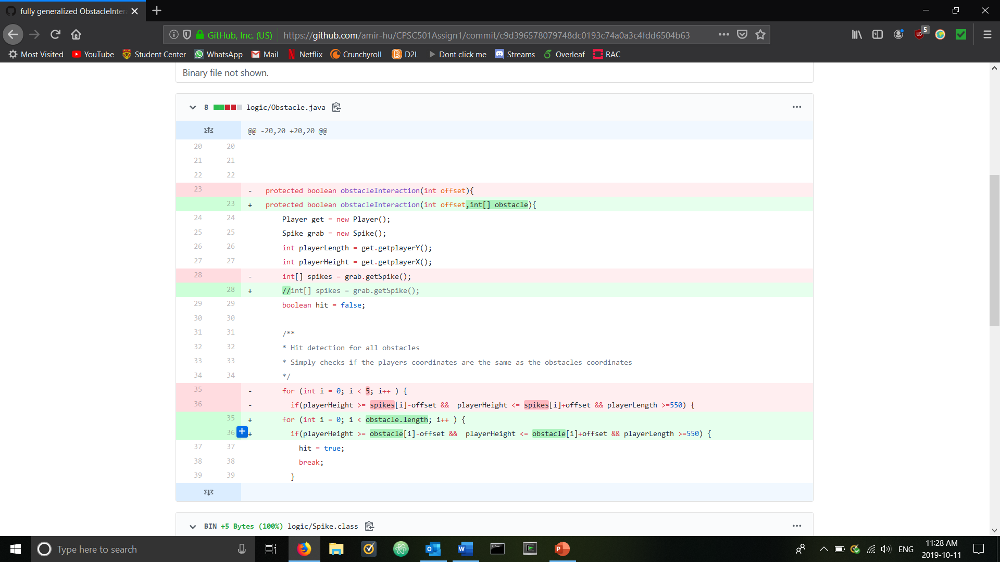 fully generalized ObstacleInter
GitHub, Inc. (US) https://github.com/amir-hu/CPSC501Assign1/commit/c9d396578079748dc0193c74a0a3c4fdd6504b63
5
Most Visited YouTube Student Center WhatsApp Mail Netflix Crunchyroll D2L Dont click me Streams Overleaf RAC
Binary file not shown.
8 logic/Obstacle.java
@@ -20,20 +20,20 @@
20 20
21 21
22 22
23 - protected boolean obstacleInteraction(int offset){
23 + protected boolean obstacleInteraction(int offset,int[] obstacle){
24 24 Player get = new Player();
25 25 Spike grab = new Spike();
26 26 int playerLength = get.getplayerY();
27 27 int playerHeight = get.getplayerX();
28 - int[] spikes = grab.getSpike();
28 + //int[] spikes = grab.getSpike();
29 29 boolean hit = false;
30 30
31 31 /**
32 32 * Hit detection for all obstacles
33 33 * Simply checks if the players coordinates are the same as the obstacles coordinates
34 34 */
35 - for (int i = 0; i < 5; i++ ) {
36 - if(playerHeight >= spikes[i]-offset && playerHeight <= spikes[i]+offset && playerLength >=550) {
35 + for (int i = 0; i < obstacle.length; i++ ) {
36 + if(playerHeight >= obstacle[i]-offset && playerHeight <= obstacle[i]+offset && playerLength >=550) {
37 37 hit = true;
38 38 break;
39 39 }
BIN +5 Bytes (100%) logic/Spike.class
Type here to search
ENG
11:28 AM
2019-10-11